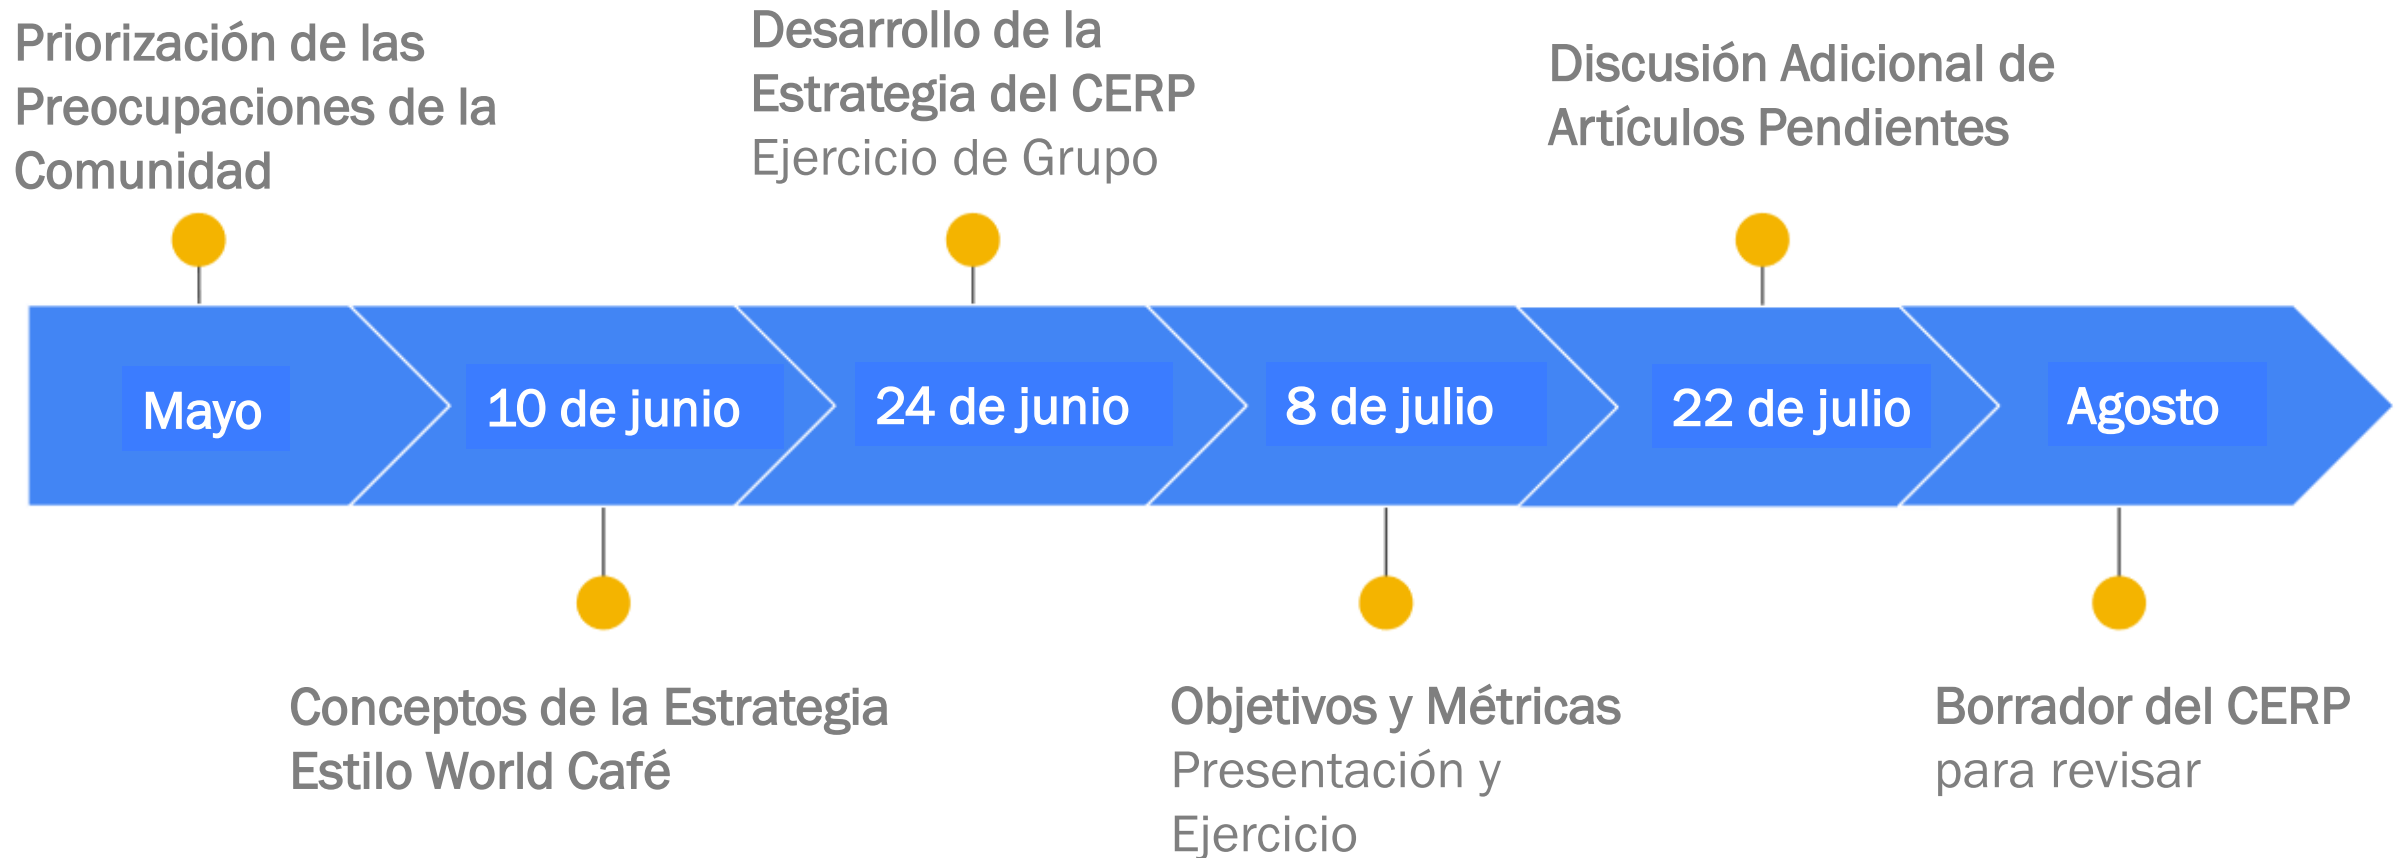 Priorización de las
Preocupaciones de la
Comunidad
Desarrollo de la
Estrategia del CERP
Ejercicio de Grupo
Discusión Adicional de
Artículos Pendientes
Mayo
10 de junio
24 de junio
8 de julio
22 de julio
Agosto
Conceptos de la Estrategia
Estilo World Café
Objetivos y Métricas
Presentación y
Ejercicio
Borrador del CERP
para revisar